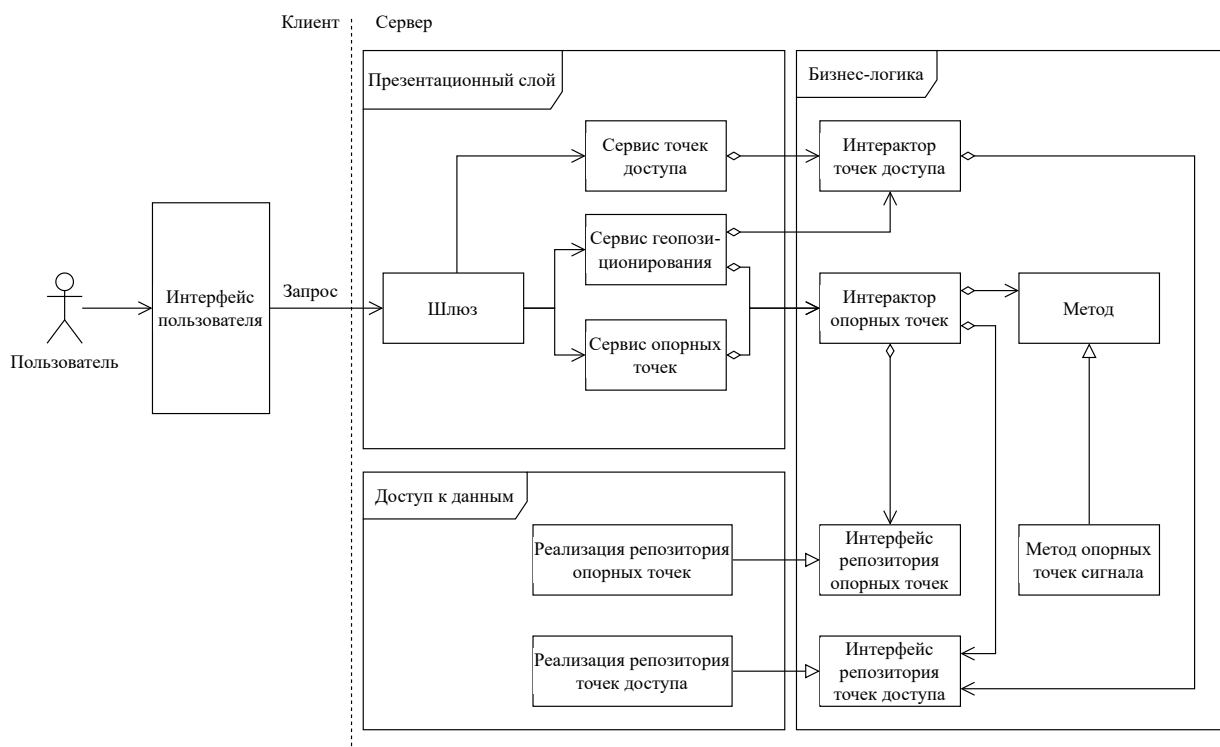 Клиент
Сервер
Презентационный слой
Бизнес-логика
Сервис точек
доступа
Интерактор
точек доступа
Сервис геопози-
ционирования
Интерфейс
пользователя
Запрос
Шлюз
Интерактор
опорных точек
Метод
Пользователь
Сервис опорных
точек
Доступ к данным
Реализация репозитория
опорных точек
Интерфейс
репозитория
опорных точек
Метод опорных
точек сигнала
Реализация репозитория
точек доступа
Интерфейс
репозитория
точек доступа